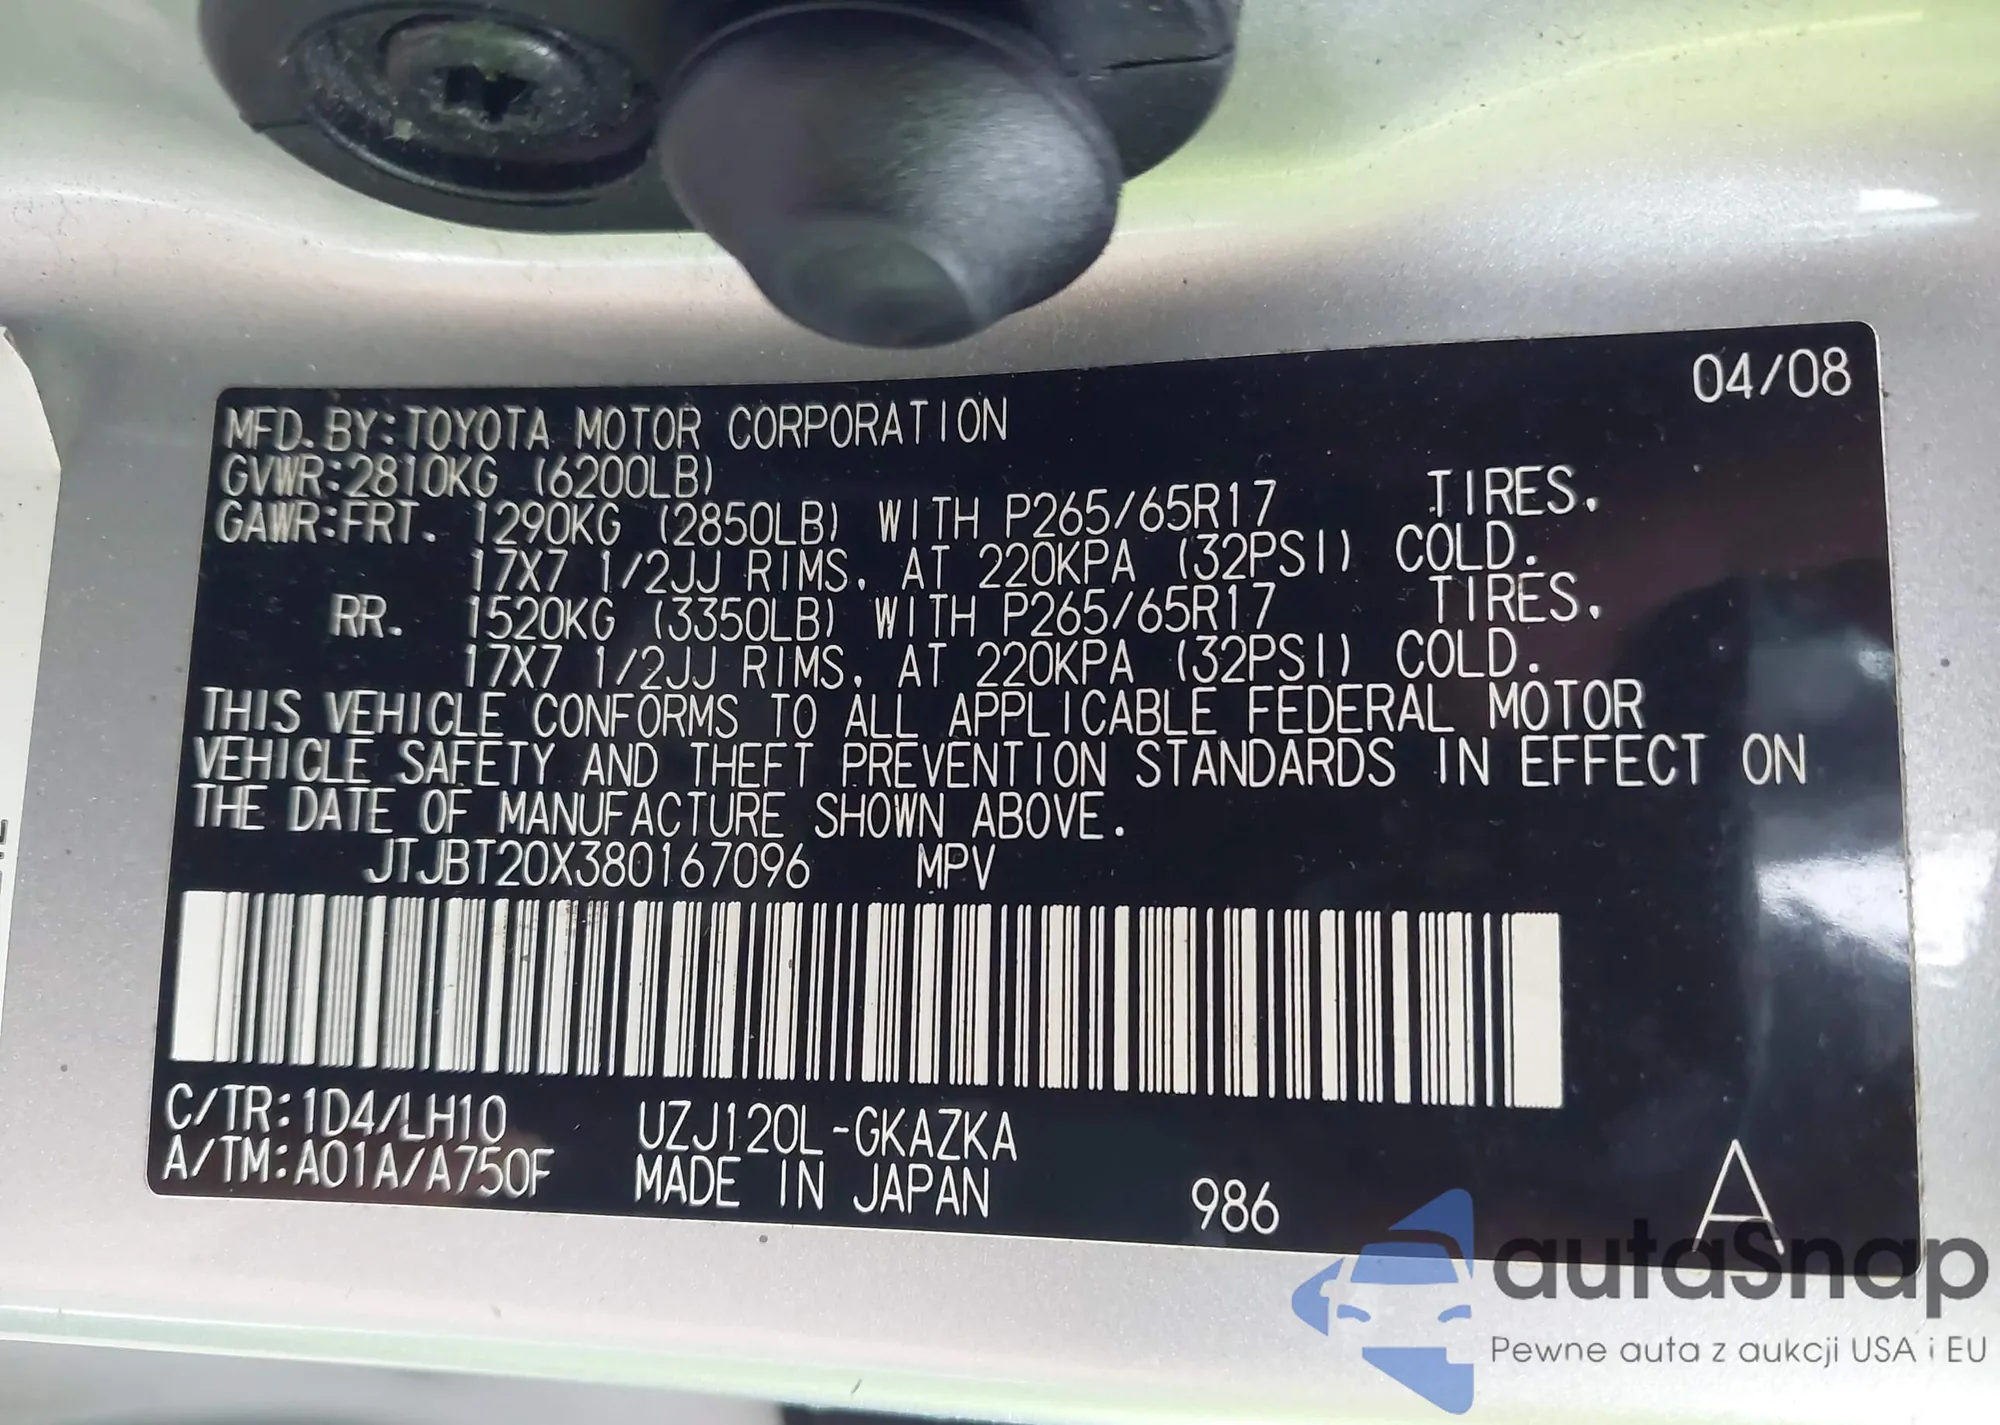 04/08
MFD. BY: TOYOTA MOTOR CORPORATION
GVWR: 2810KG (6200LB)
GAWR: FRT. 1290KG (2850LB) WITH P265/65R17 TIRES,
17X7 1/2JJ RIMS, AT 220KPA (32PSI) COLD.
RR. 1520KG (3350LB) WITH P265/65R17 TIRES,
17X7 1/2JJ RIMS, AT 220KPA (32PSI) COLD.
THIS VEHICLE CONFORMS TO ALL APPLICABLE FEDERAL MOTOR
VEHICLE SAFETY AND THEFT PREVENTION STANDARDS IN EFFECT ON
THE DATE OF MANUFACTURE SHOWN ABOVE.
JTJBT20X380167096 MPV
C/TR: 1D4/LH10 UZJ120L-GKAZKA
A/TM: A01A/A750F MADE IN JAPAN 986 A
autoSnap
Pewne auta z aukcji USA i EU